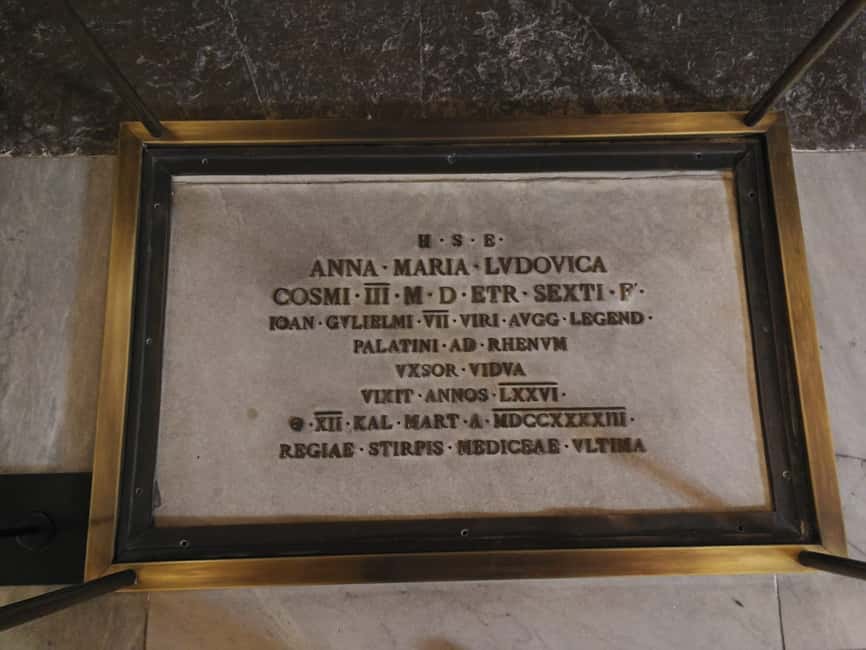 H · S · E ·
ANNA · MARIA · LVDOVICA
COSMI · III · M · D · ETR · SEXTI · F ·
IOAN · GVLIELMI · VII · VIRI · AVGG · LEGEND ·
PALATINI · AD · RHENVM
VXSOR · VIDVA
VIXIT · ANNOS · LXXVI ·
· XII · KAL · MART · A · MDCCXXXXIII ·
REGIAE · STIRPIS · MEDICEAE · VLTIMA